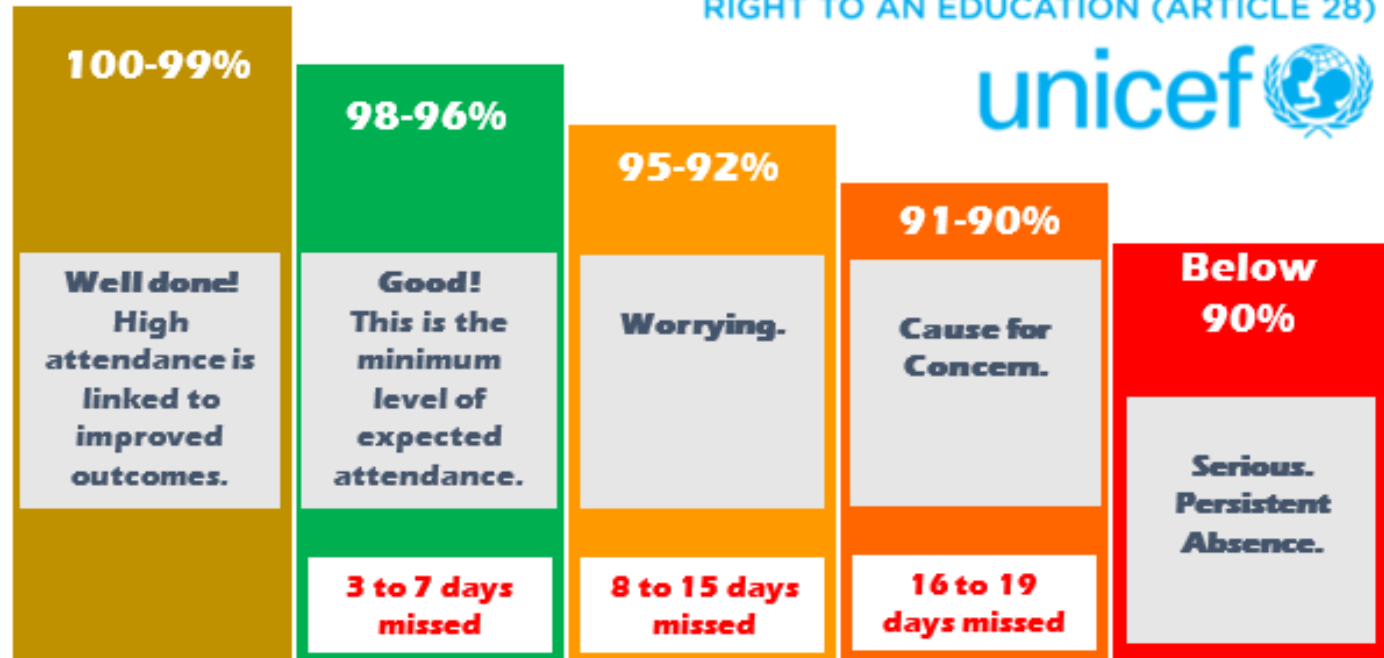 RIGHT TO AN EDUCATION (ARTICLE 28)
unicef
100-99%
Well done!
High
attendance is
linked to
improved
outcomes.
98-96%
Good!
This is the
minimum
level of
expected
attendance.
3 to 7 days
missed
95-92%
Worrying.
8 to 15 days
missed
91-90%
Cause for
Concern.
16 to 19
days missed
Below
90%
Serious.
Persistent
Absence.